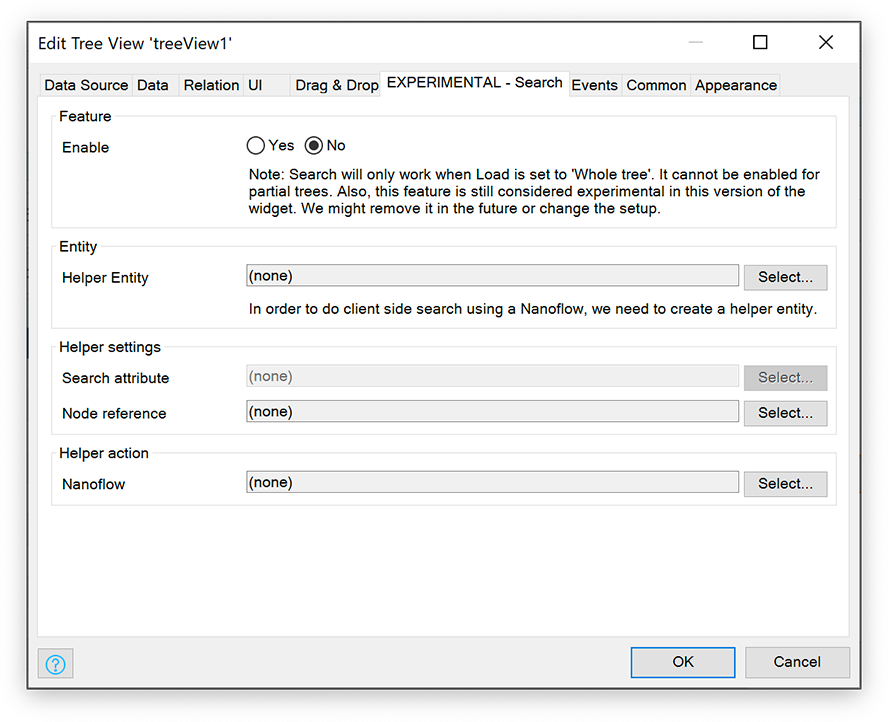 Edit Tree View 'treeView1'
Data Source Data Relation UI Drag & Drop EXPERIMENTAL - Search Events Common Appearance
Feature
Enable Yes No
Note: Search will only work when Load is set to 'Whole tree'. It cannot be enabled for
partial trees. Also, this feature is still considered experimental in this version of the
widget. We might remove it in the future or change the setup.
Entity
Helper Entity (none) Select...
In order to do client side search using a Nanoflow, we need to create a helper entity.
Helper settings
Search attribute (none) Select...
Node reference (none) Select...
Helper action
Nanoflow (none) Select...
? OK Cancel